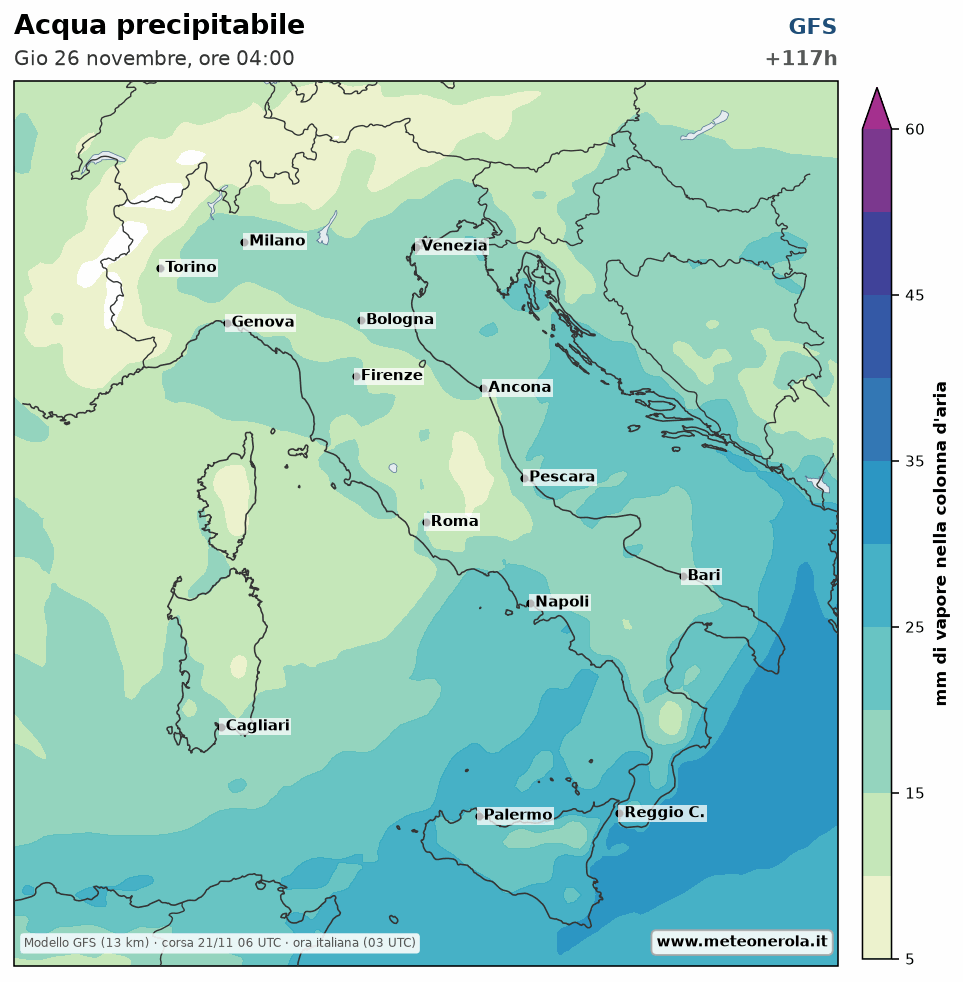 Acqua precipitabile
GFS
Gio 26 novembre, ore 04:00
+117h
60
Milano
Venezia
Torino
45
Genova
Bologna
Firenze
Ancona
35
Pescara
Roma
Bari
Napoli
25
mm di vapore nella colonna d'aria
Cagliari
15
Palermo
Reggio C.
Modello GFS (13 km) · corsa 21/11 06 UTC · ora italiana (03 UTC)
www.meteonerola.it
5